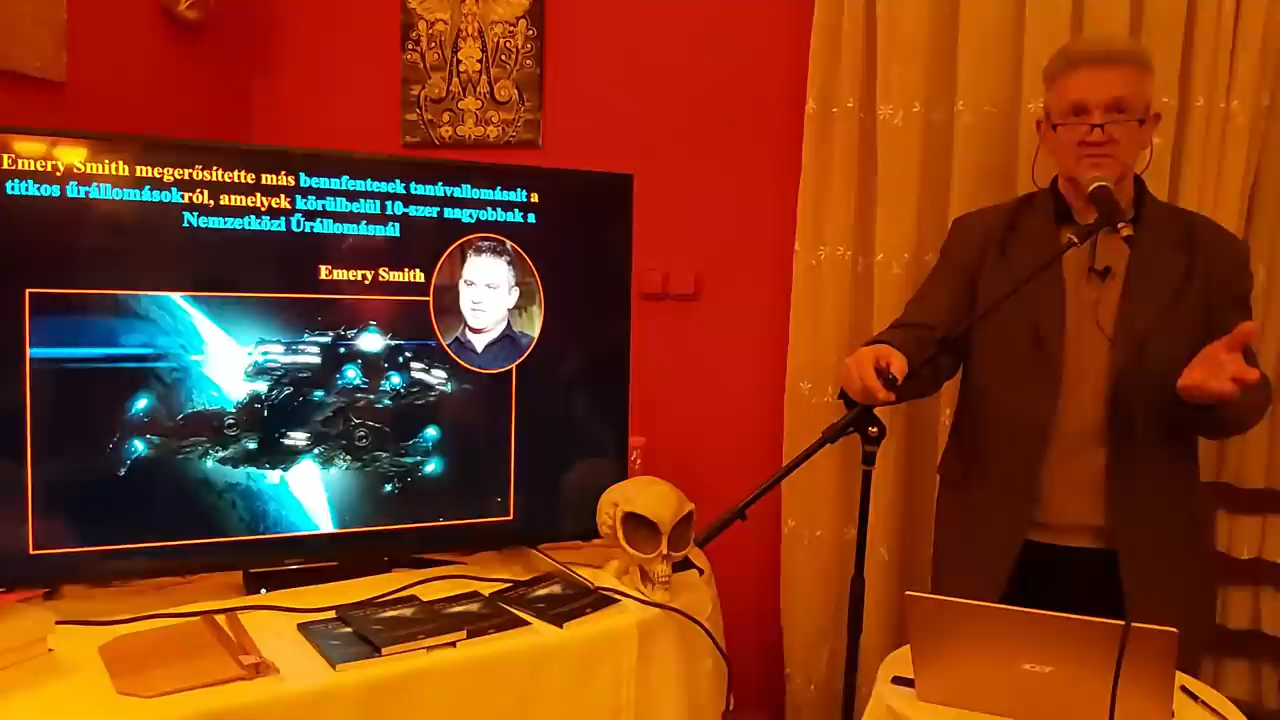 Emery Smith megerősítette más bennfentesek tanúvallomásait a
titkos űrállomásokról, amelyek körülbelül 10-szer nagyobbak a
Nemzetközi Űrállomásnál
Emery Smith
acer